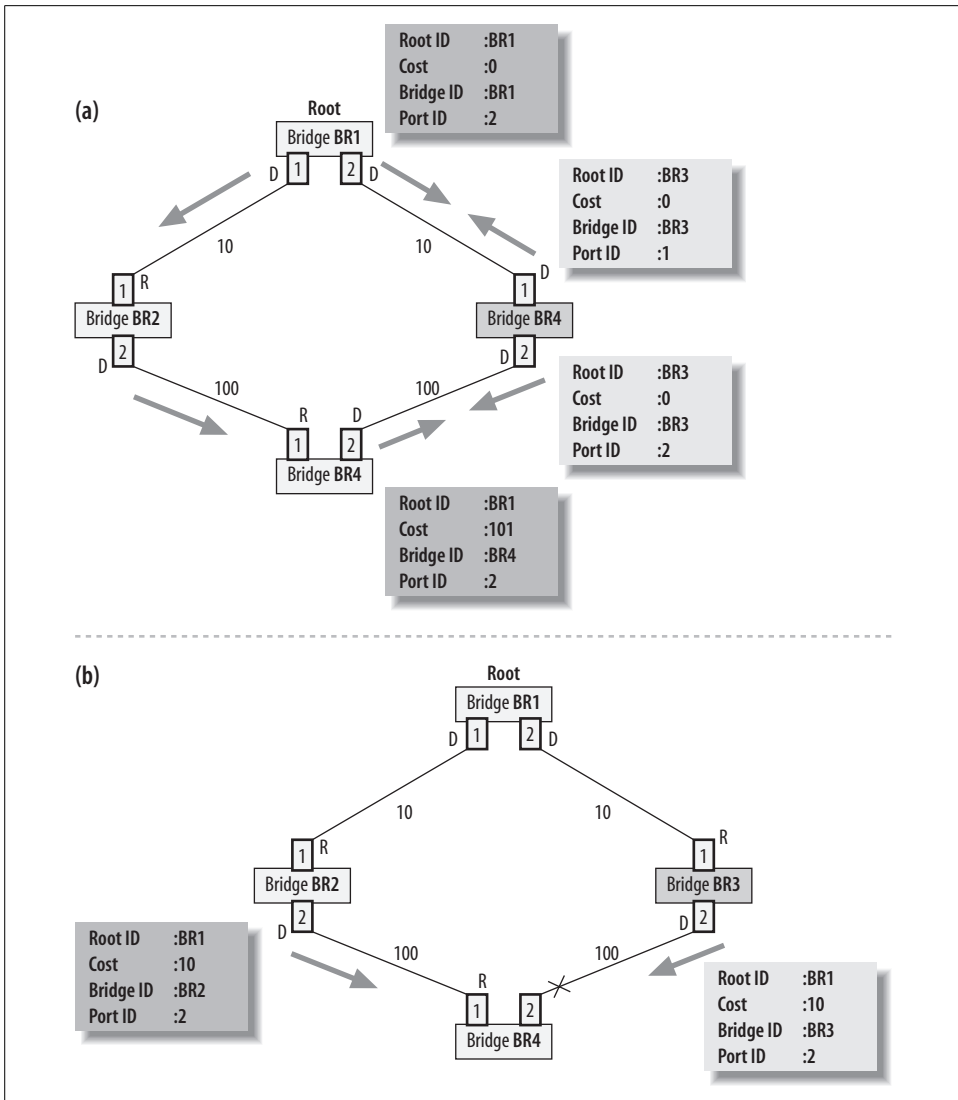 (a)
Root ID :BR1
Cost :0
Bridge ID :BR1
Port ID :2
Root
Bridge BR1
D 1 2 D
Root ID :BR3
Cost :0
Bridge ID :BR3
Port ID :1
10 10
1 R
D
1
Bridge BR2
Bridge BR4
D 2
D 2
100 100
Root ID :BR3
Cost :0
Bridge ID :BR3
Port ID :2
R D
1 2
Bridge BR4
Root ID :BR1
Cost :101
Bridge ID :BR4
Port ID :2
(b)
Root
Bridge BR1
D 1 2 D
10 10
1 R
1 R
Bridge BR2
Bridge BR3
D 2
D 2
100 100
Root ID :BR1
Cost :10
Bridge ID :BR2
Port ID :2
R
1 2
Bridge BR4
Root ID :BR1
Cost :10
Bridge ID :BR3
Port ID :2